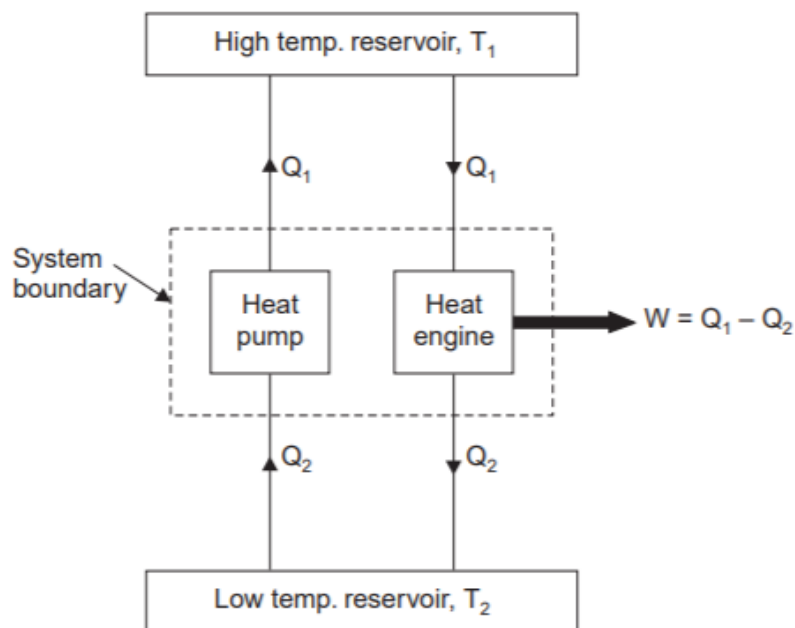 High temp. reservoir, T₁
Q₁
Q₁
System
boundary
Heat
pump
Heat
engine
W = Q₁ – Q₂
Q₂
Q₂
Low temp. reservoir, T₂